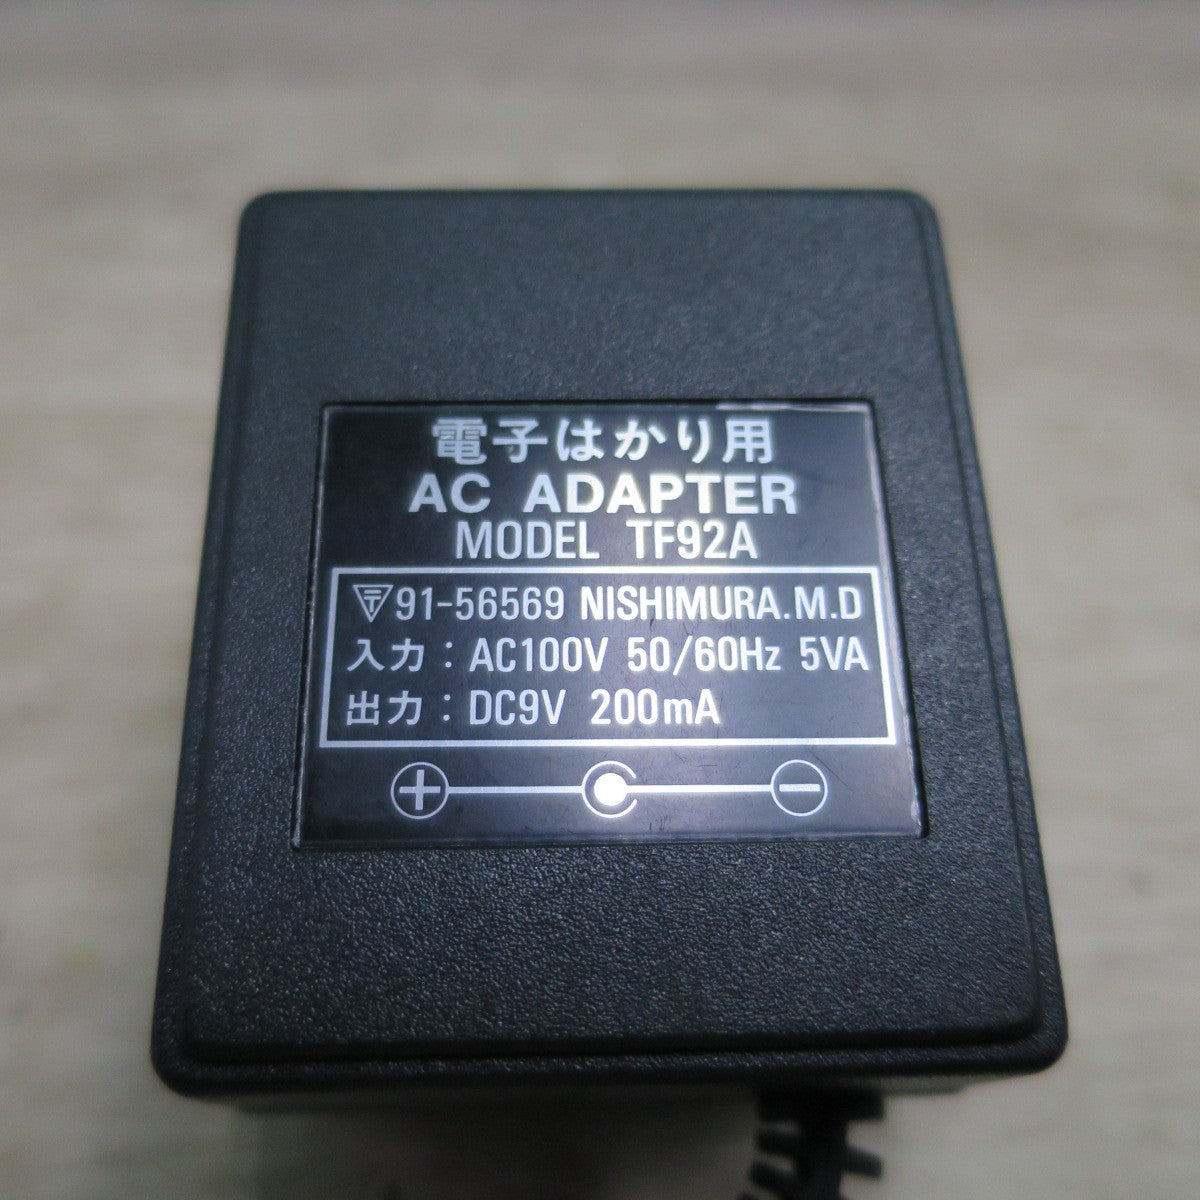 電子はかり用
AC ADAPTER
MODEL TF92A
91-56569 NISHIMURA.M.D
入力：AC100V 50/60Hz 5VA
出力：DC9V 200mA